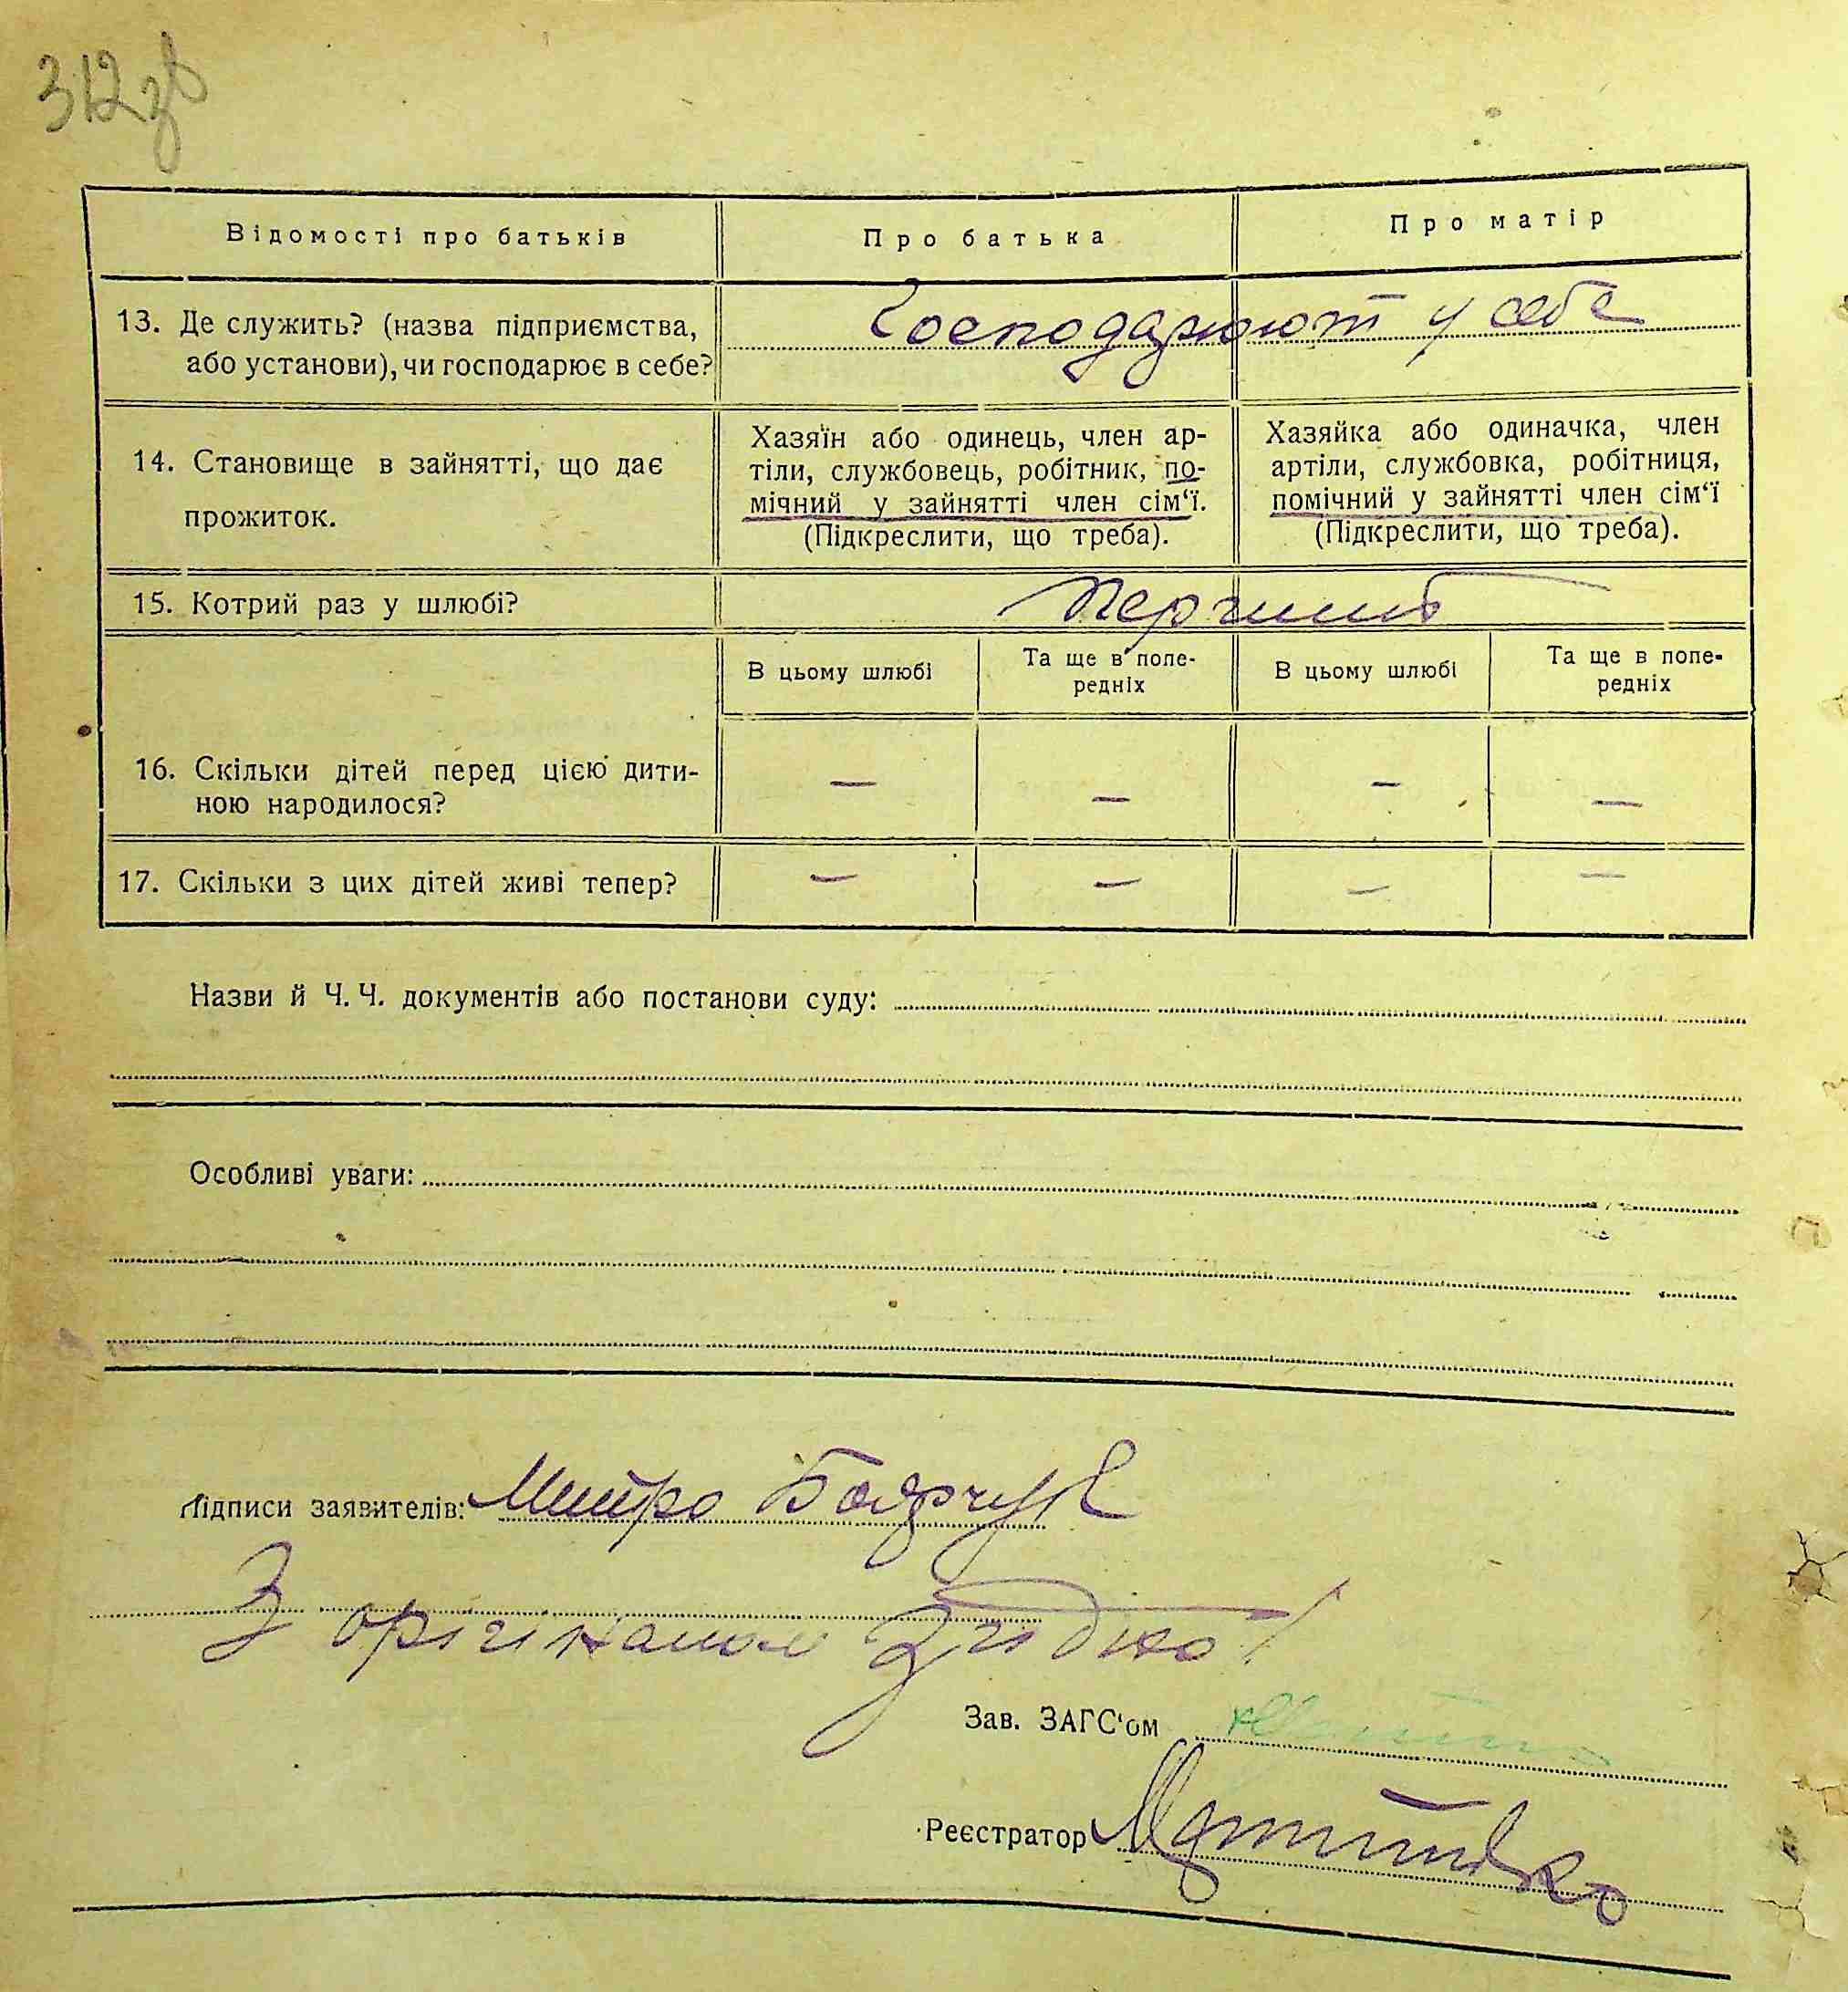 312 зв
Відомості про батьків
Про батька
Про матір
13. Де служить? (назва підприємства,
або установи), чи господарює в себе?
Господарюют у себе
14. Становище в зайнятті, що дає
прожиток.
Хазяїн або одинець, член ар-
тіли, службовець, робітник, по-
мічний у зайнятті член сім‘ї.
(Підкреслити, що треба).
Хазяйка або одиначка, член
артіли, службовка, робітниця,
помічний у зайнятті член сім‘ї
(Підкреслити, що треба).
15. Котрий раз у шлюбі?
В цьому шлюбі
Та ще в попе-
редніх
В цьому шлюбі
Та ще в попе-
редніх
16. Скільки дітей перед цією дити-
ною народилося?
— — — —
17. Скільки з цих дітей живі тепер?
— — — —
Назви й Ч. Ч. документів або постанови суду:
Особливі уваги:
Підписи заявителів: Митро Боярчук
З орігіналом згидно!
Зав. ЗАГС‘ом
Реєстратор